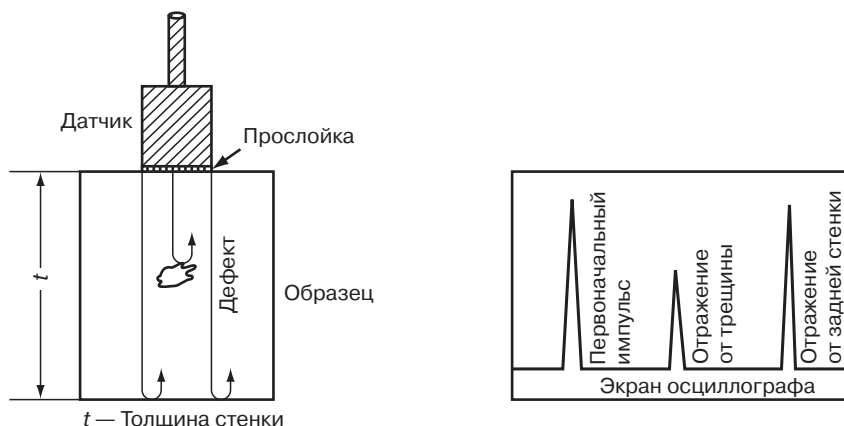 Датчик
Прослойка
t
Дефект
Образец
t — Толщина стенки
Первоначальный
импульс
Отражение
от трещины
Отражение
от задней стенки
Экран осциллографа